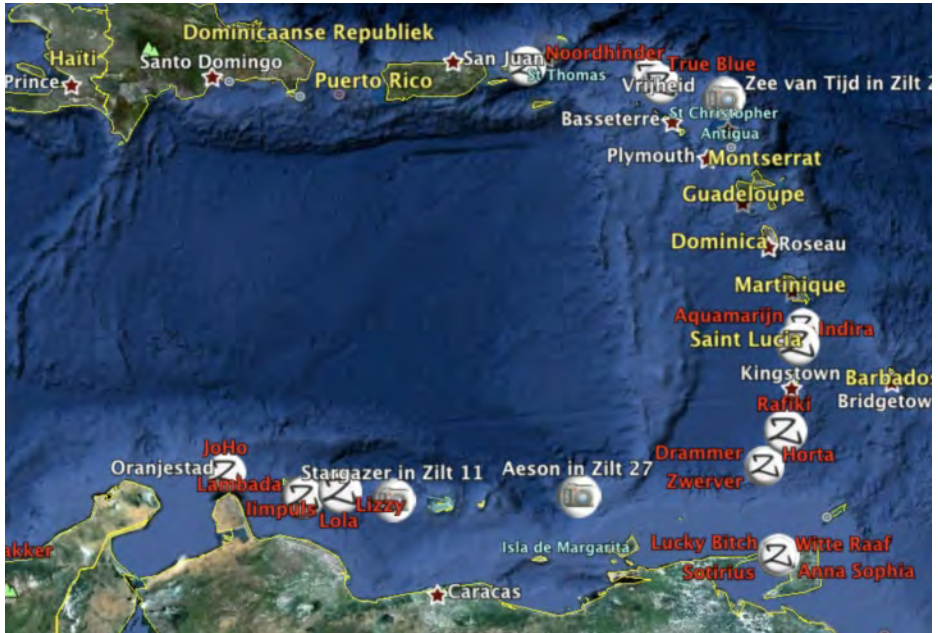 Dominicaanse Republiek
Haïti
Santo Domingo
San Juan
Noordhinder
True Blue
Prince
Puerto Rico
St Thomas
Vrijheid
Zee van Tijd in Zilt 2
Basseterre
St Christopher
Antigua
Plymouth
Montserrat
Guadeloupe
Dominica
Roseau
Martinique
Aquamarijn
Indira
Saint Lucia
Kingstown
Barbados
Bridgetow
Rafiki
JoHo
Drammer
Horta
Oranjestad
Stargazer in Zilt 11
Aeson in Zilt 27
Lambada
Zwerver
Iimpuls
Lizzy
Lola
akker
Isla de Margarita
Lucky Bitch
Witte Raaf
Sotirius
Anna Sophia
Caracas